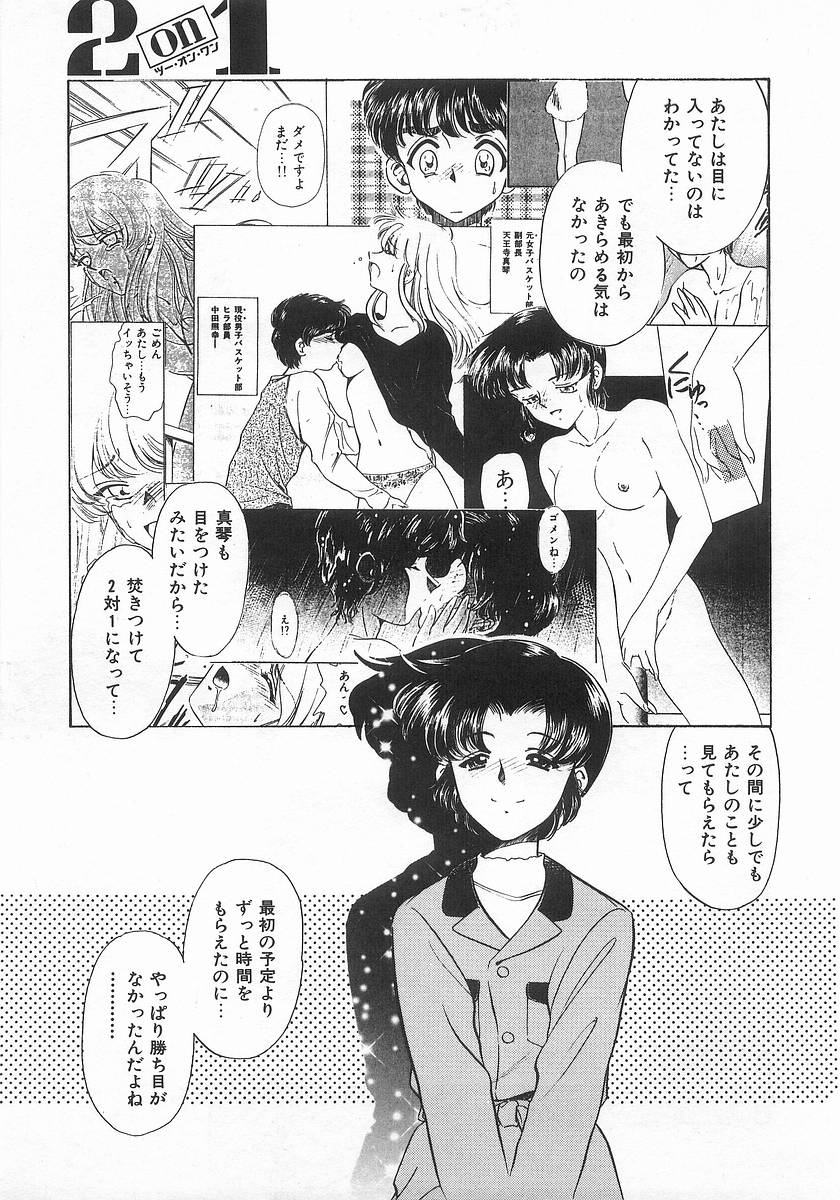 2 on 1
ツー・オン・ワン
あたしは目に
入ってないのは
わかってた…
でも最初から
あきらめる気は
なかったの
ダメですよ
まだ…!!
元女子バスケット部
副部長
天王寺真琴
現役男子バスケット部
ヒラ部員
中田照幸
ごめん
あたし…もう
イッちゃいそう…
くにゅっ
あ…
ゴメンね…
え!?
真琴も
目をつけた
みたいだから…
焚きつけて
2対1になって…
あん
その間に少しでも
あたしのことも
見てもらえたら
…って
最初の予定より
ずっと時間を
もらえたのに…
やっぱり勝ち目が
なかったんだよね
…………